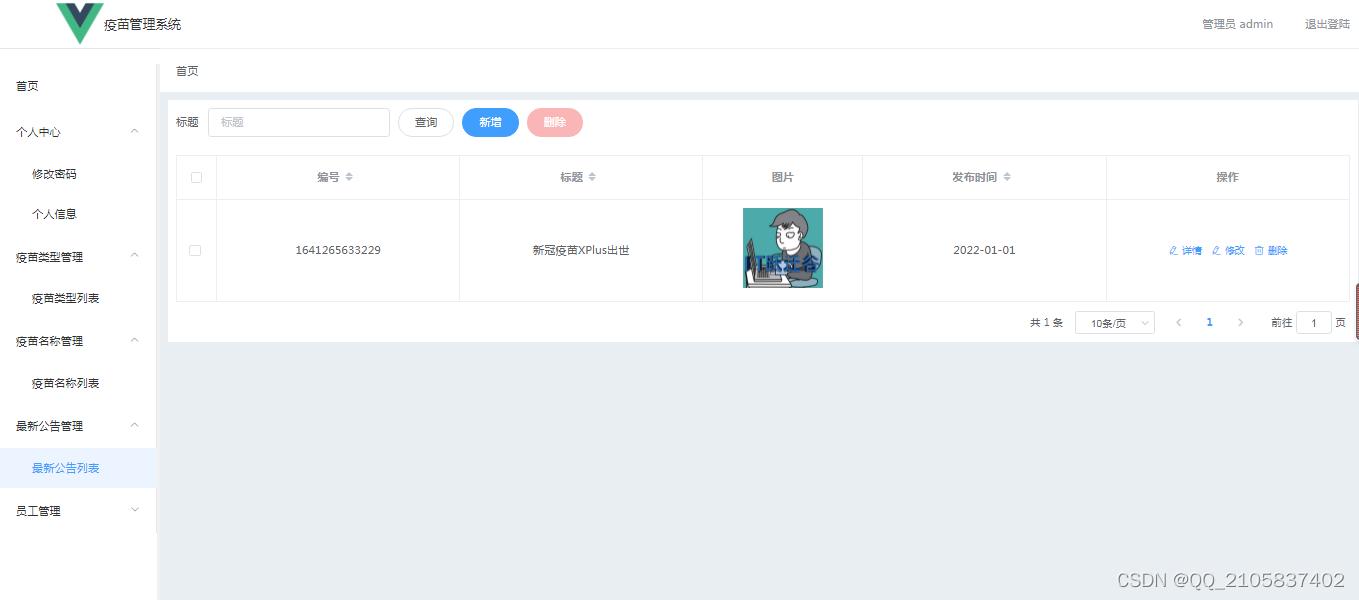 疫苗管理系统
管理员 admin 退出登陆
首页
个人中心
修改密码
个人信息
疫苗类型管理
疫苗类型列表
疫苗名称管理
疫苗名称列表
最新公告管理
最新公告列表
员工管理
首页
标题 标题 查询 新增 删除
编号 标题 图片 发布时间 操作
1641265633229 新冠疫苗XPlus出世 2022-01-01 详情 修改 删除
共 1 条 10条/页 1 前往 1 页
CSDN @QQ_2105837402